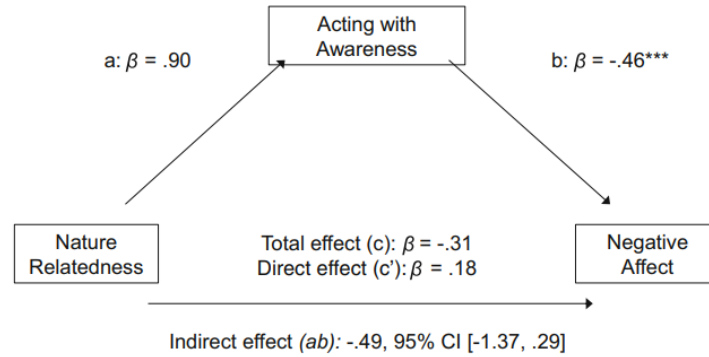 Acting with
Awareness
a: β = .90
b: β = -.46***
Nature
Relatedness
Total effect (c): β = -.31
Direct effect (c'): β = .18
Negative
Affect
Indirect effect (ab): -.49, 95% CI [-1.37, .29]